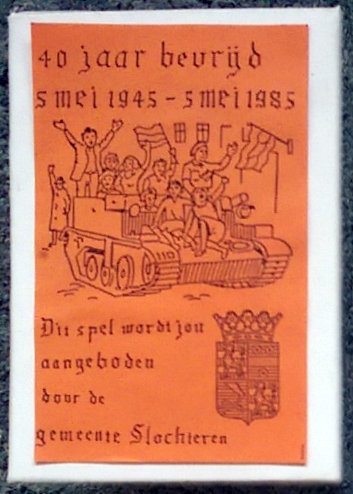 40 jaar bevrijd
5 mei 1945 - 5 mei 1985
Dit spel wordt jou
aangeboden
door de
gemeente Slochteren